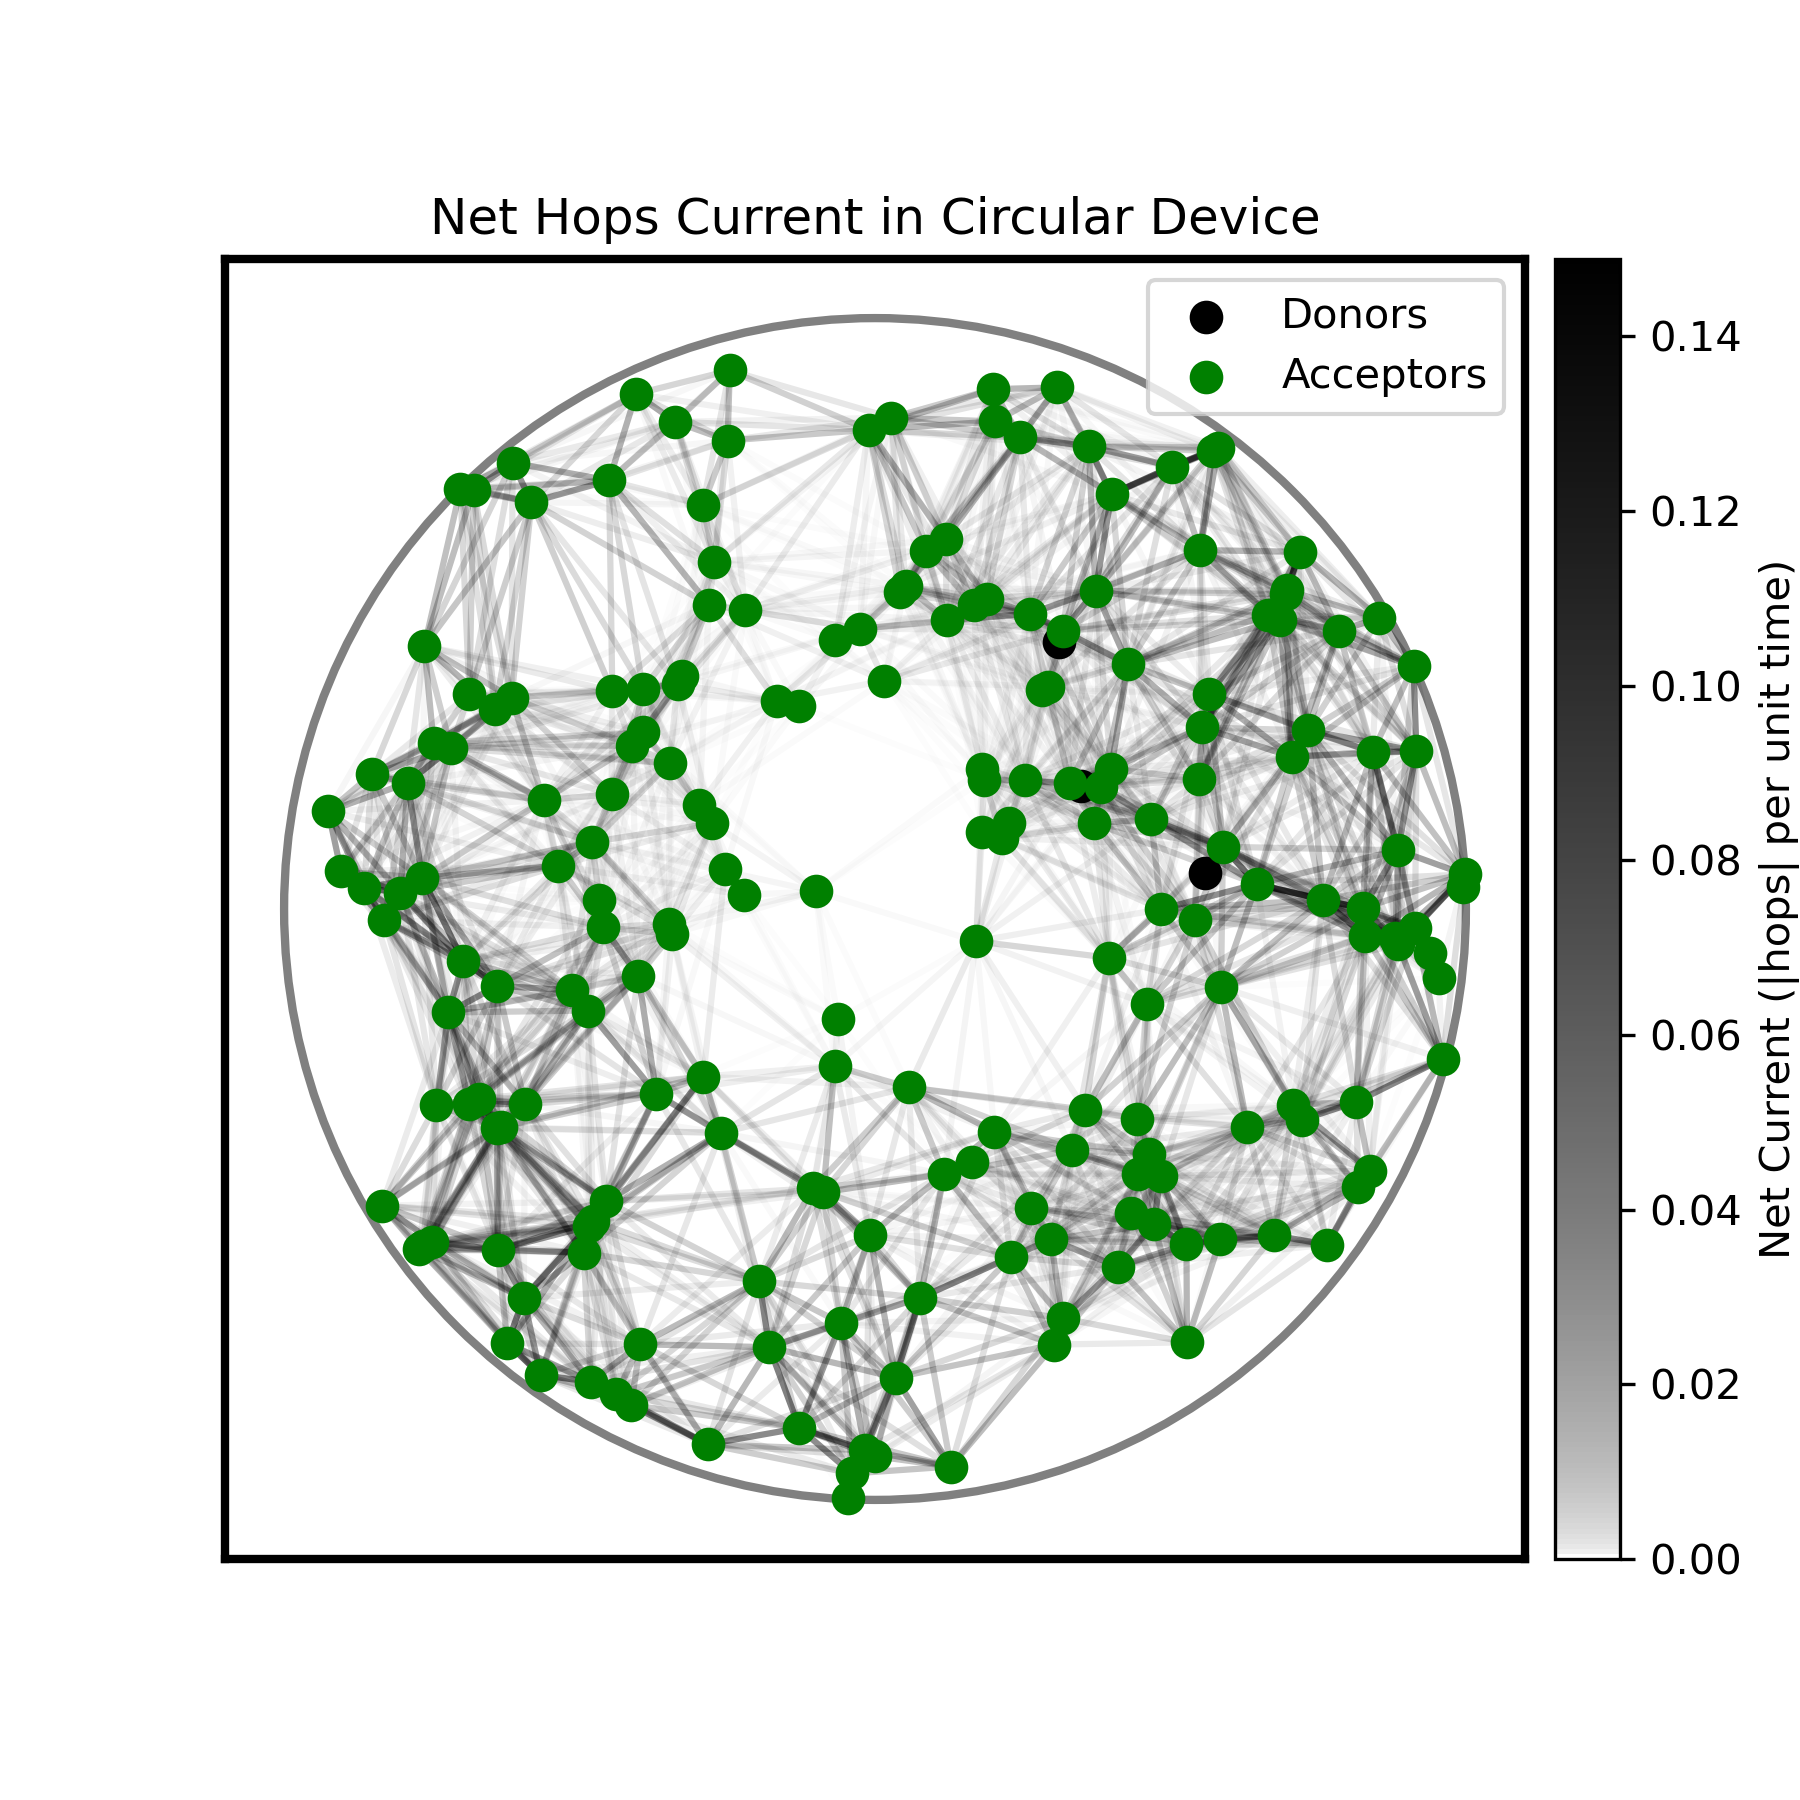 Net Hops Current in Circular Device
Donors
Acceptors
0.14
0.12
0.10
0.08
0.06
0.04
0.02
0.00
Net Current (|hops| per unit time)